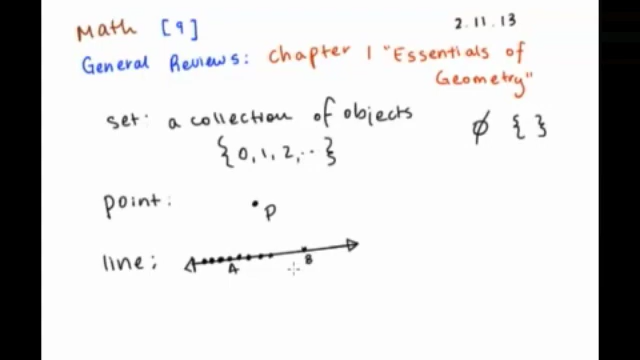 Math [9]
2.11.13
General Reviews: Chapter 1 "Essentials of
Geometry"
set: a collection of objects
∅ { }
{0, 1, 2, ..}
point:
P
line:
A
B